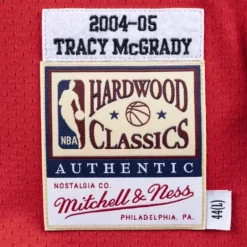 2004-05
TRACY McGRADY
NBA
HARDWOOD
CLASSICS
AUTHENTIC
NOSTALGIA CO.
Mitchell & Ness
PHILADELPHIA, PA.
44(L)